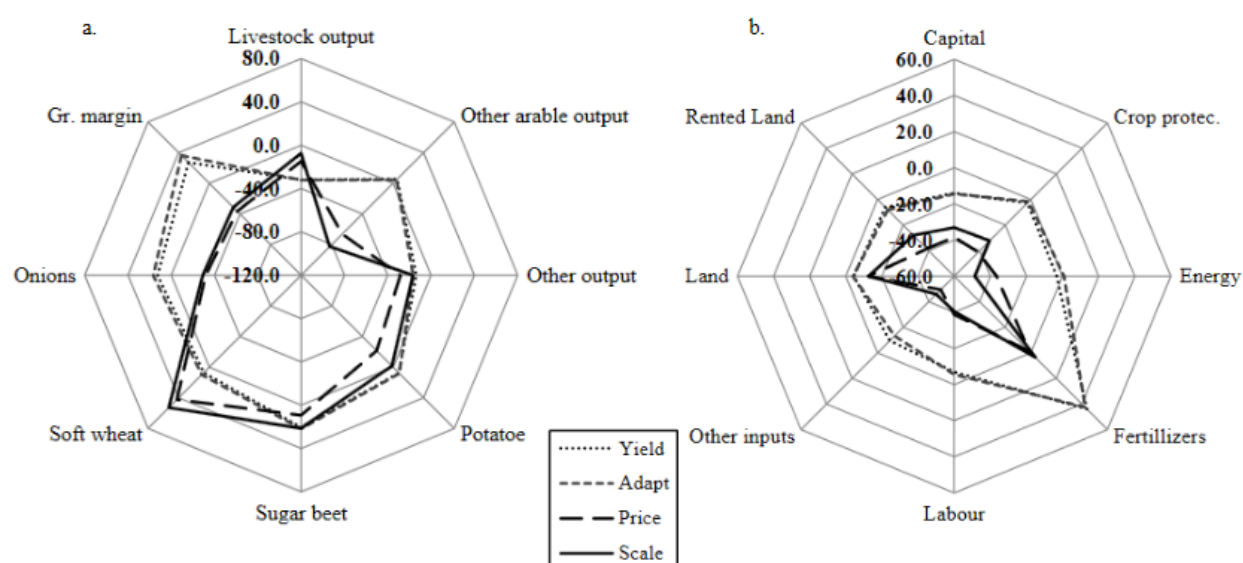 a.
Livestock output
80.0
40.0
0.0
-40.0
-80.0
-120.0
Gr. margin
Other arable output
Onions
Other output
Soft wheat
Potatoe
Sugar beet
b.
Capital
60.0
40.0
20.0
0.0
-20.0
-40.0
-60.0
Rented Land
Crop protec.
Land
Energy
Other inputs
Fertillizers
Labour
Yield
Adapt
Price
Scale